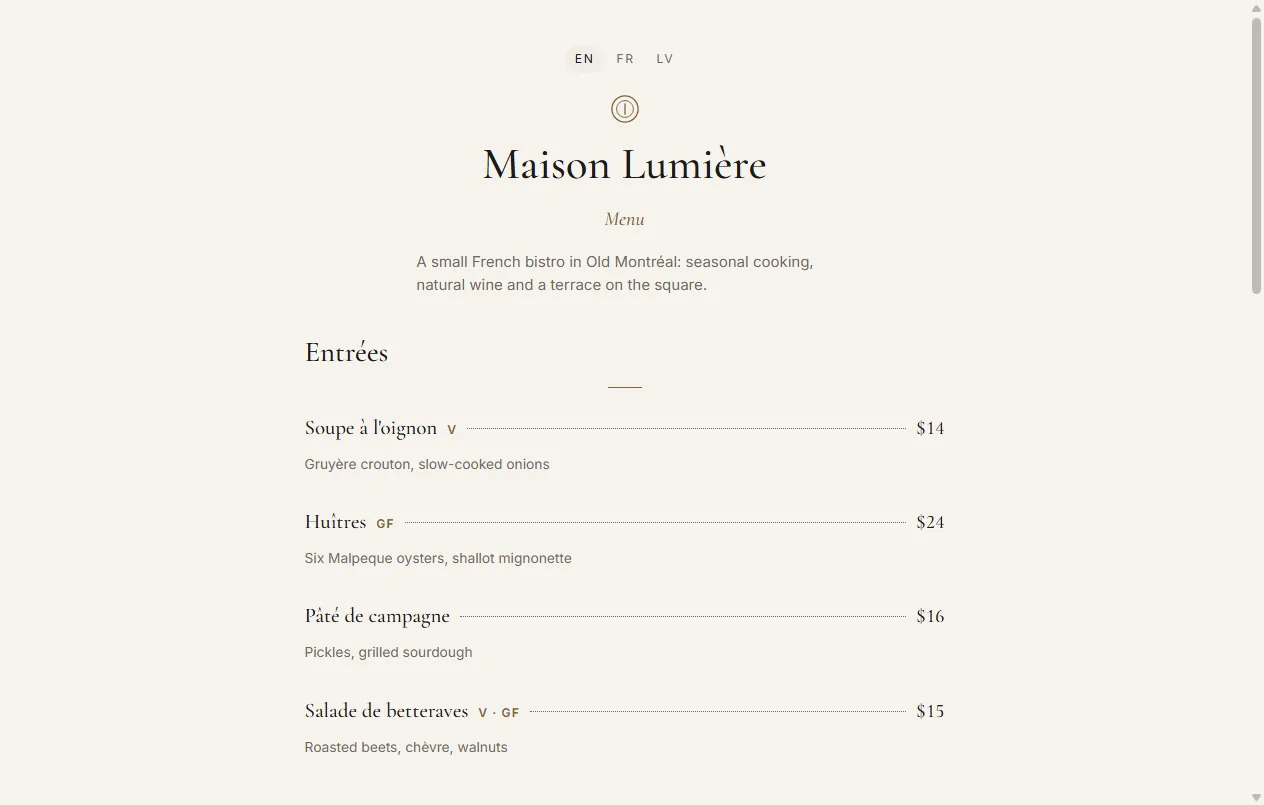 EN FR LV
Maison Lumière
Menu
A small French bistro in Old Montréal: seasonal cooking,
natural wine and a terrace on the square.
Entrées
Soupe à l'oignon V $14
Gruyère crouton, slow-cooked onions
Huîtres GF $24
Six Malpeque oysters, shallot mignonette
Pâté de campagne $16
Pickles, grilled sourdough
Salade de betteraves V · GF $15
Roasted beets, chèvre, walnuts